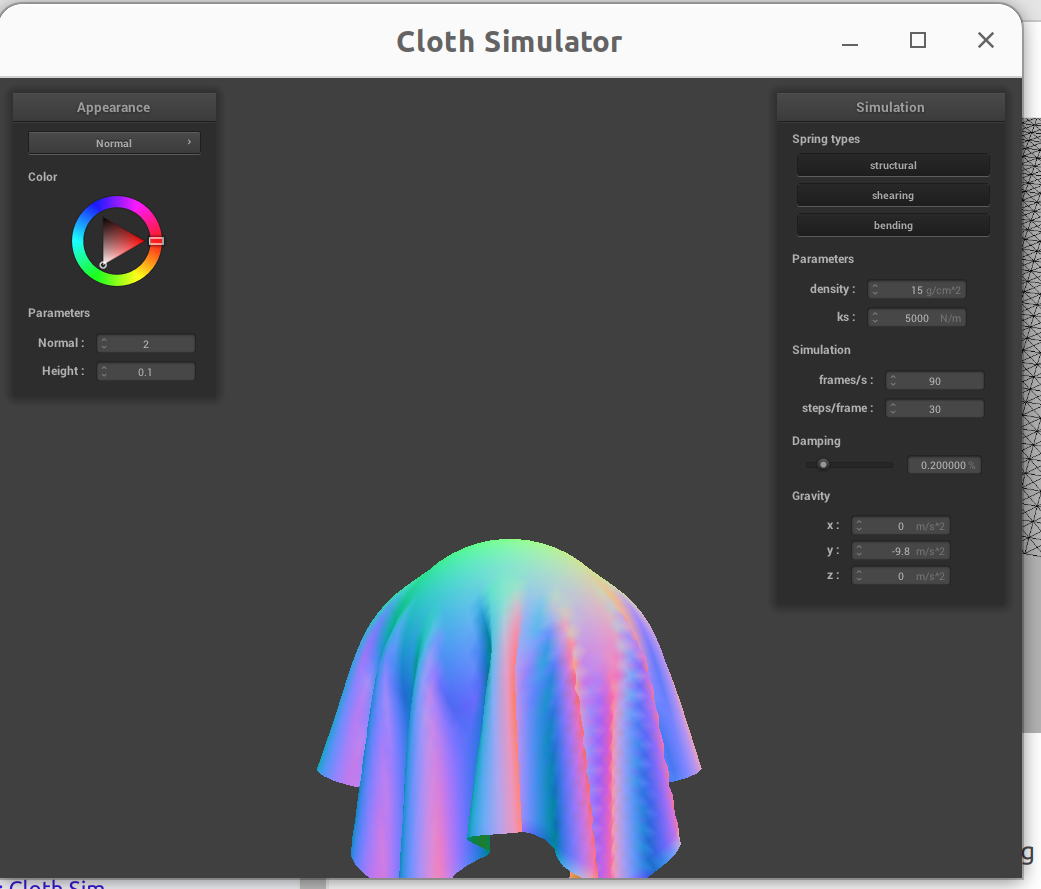 Cloth Simulator
Appearance
Normal
Color
Parameters
Normal :
2
Height :
0.1
Simulation
Spring types
structural
shearing
bending
Parameters
density :
15 g/cm^2
ks :
5000 N/m
Simulation
frames/s :
90
steps/frame :
30
Damping
0.200000 %
Gravity
x :
0 m/s^2
y :
-9.8 m/s^2
z :
0 m/s^2
g
: Cloth Sim